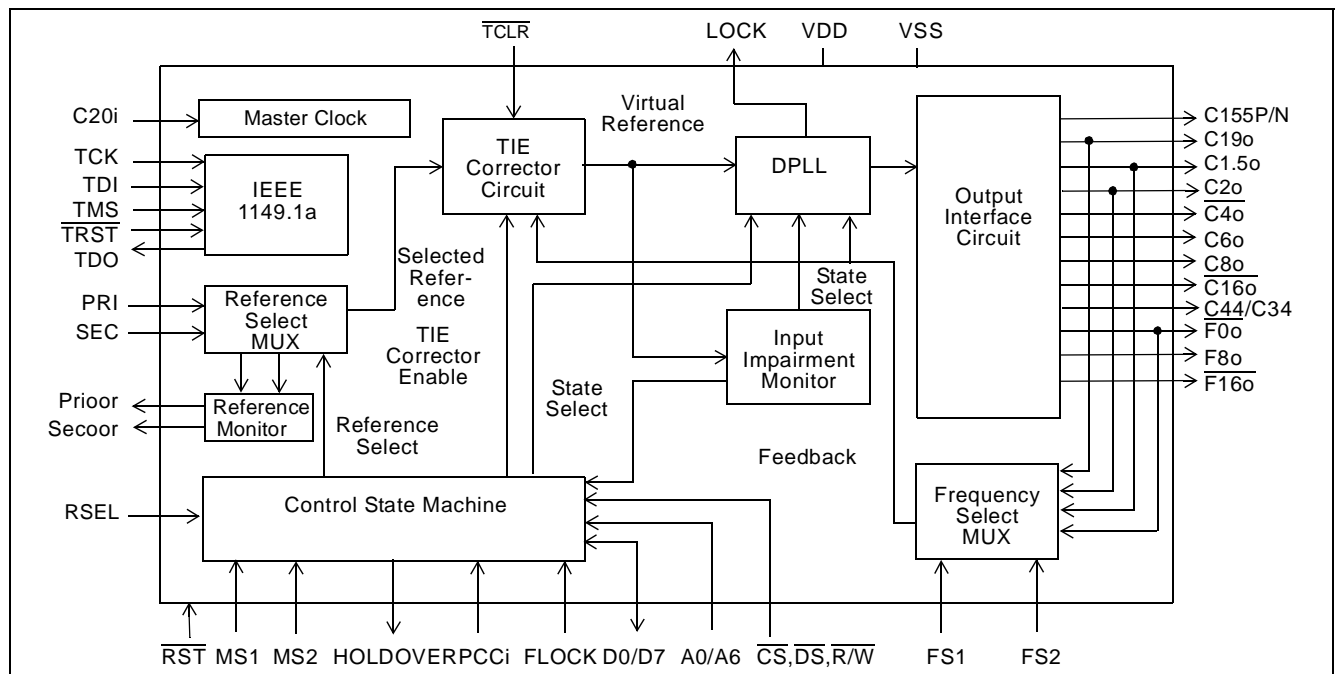 TCLR LOCK VDD VSS
C20i
Master Clock
TCK
TDI
TMS
TRST
TDO
IEEE
1149.1a
PRI
SEC
Reference
Select
MUX
Prioor
Secoor
Reference
Monitor
RSEL
Control State Machine
TIE
Corrector
Circuit
Virtual
Reference
DPLL
Selected
Refer-
ence
TIE
Corrector
Enable
Reference
Select
State
Select
State
Select
Input
Impairment
Monitor
Feedback
Output
Interface
Circuit
Frequency
Select
MUX
C155P/N
C19o
C1.5o
C2o
C4o
C6o
C8o
C16o
C44/C34
F0o
F8o
F16o
RST MS1 MS2 HOLDOVER PCCi FLOCK D0/D7 A0/A6 CS,DS,R/W FS1 FS2